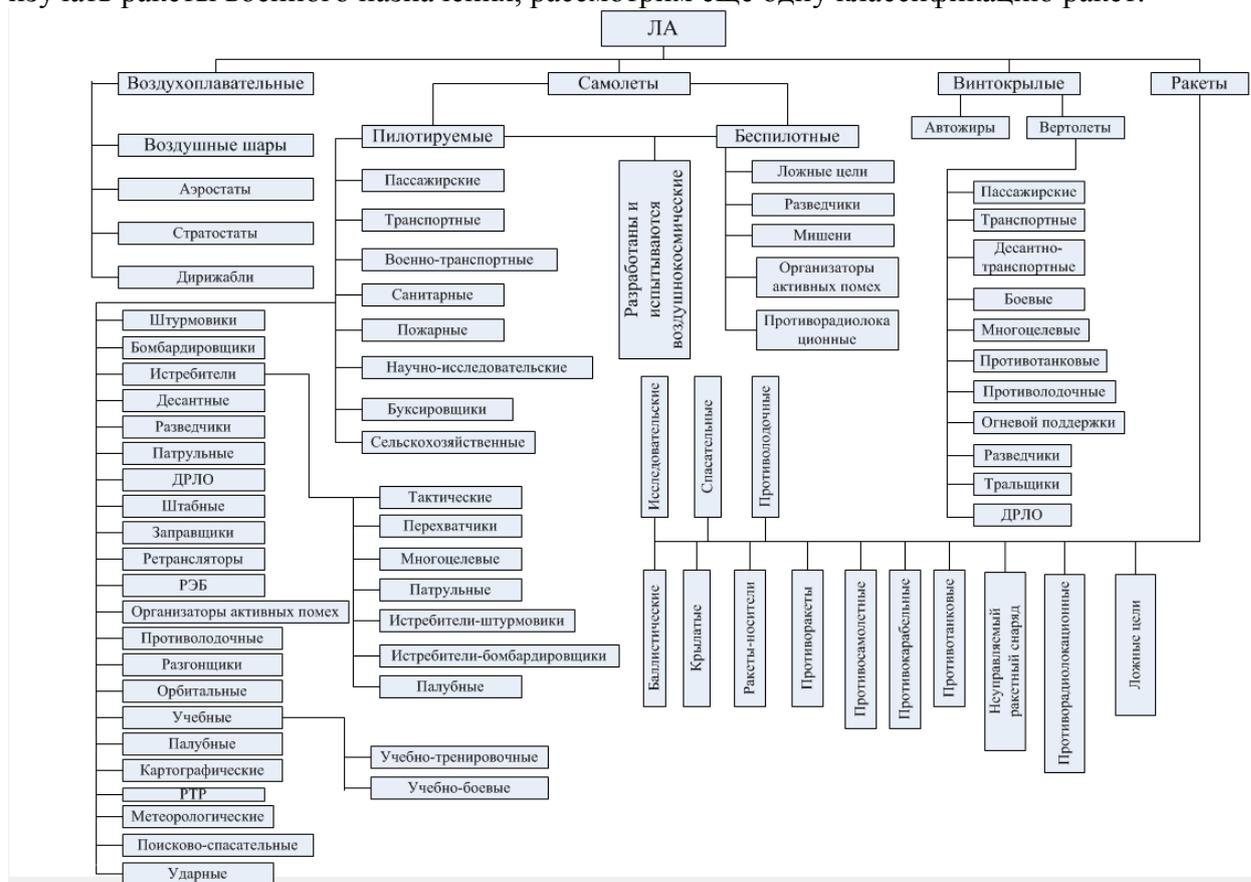 изучать ракеты военного назначения, рассмотрим еще одну классификацию ракет.
ЛА
Воздухоплавательные
Самолеты
Винтокрылые
Ракеты
Воздушные шары
Аэростаты
Стратостаты
Дирижабли
Пилотируемые
Беспилотные
Пассажирские
Транспортные
Военно-транспортные
Санитарные
Пожарные
Научно-исследовательские
Буксировщики
Сельскохозяйственные
Разработаны и
испытываются
воздушнокосмические
Ложные цели
Разведчики
Мишени
Организаторы
активных помех
Противорадиолока
ционные
Автожиры
Вертолеты
Пассажирские
Транспортные
Десантно-
транспортные
Боевые
Многоцелевые
Противотанковые
Противолодочные
Огневой поддержки
Разведчики
Тральщики
ДРЛО
Штурмовики
Бомбардировщики
Истребители
Десантные
Разведчики
Патрульные
ДРЛО
Штабные
Заправщики
Ретрансляторы
РЭБ
Организаторы активных помех
Противолодочные
Разгонщики
Орбитальные
Учебные
Палубные
Картографические
РТР
Метеорологические
Поисково-спасательные
Ударные
Тактические
Перехватчики
Многоцелевые
Патрульные
Истребители-штурмовики
Истребители-бомбардировщики
Палубные
Учебно-тренировочные
Учебно-боевые
Исследовательские
Спасательные
Противолодочные
Баллистические
Крылатые
Ракеты-носители
Противоракеты
Противосамолетные
Противокарабельные
Противотанковые
Неуправляемый
ракетный снаряд
Противорадиолокационные
Ложные цели